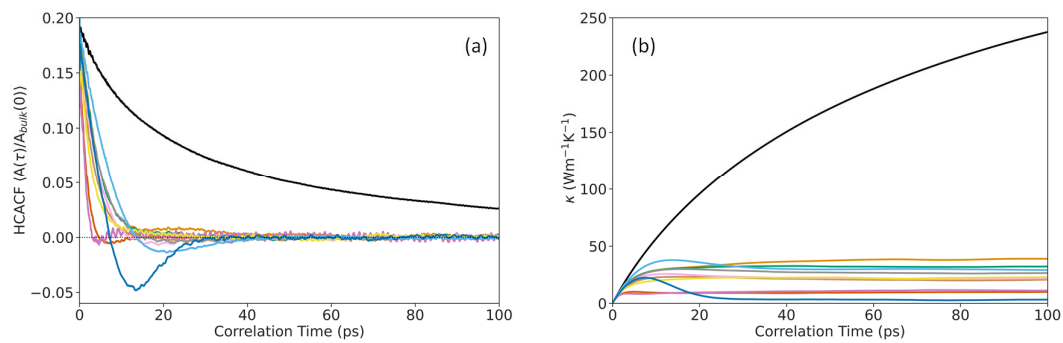 (a)
HCACF ⟨A(τ)/A_bulk(0)⟩
0.20
0.15
0.10
0.05
0.00
−0.05
0 20 40 60 80 100
Correlation Time (ps)
(b)
κ (Wm⁻¹K⁻¹)
250
200
150
100
50
0
0 20 40 60 80 100
Correlation Time (ps)